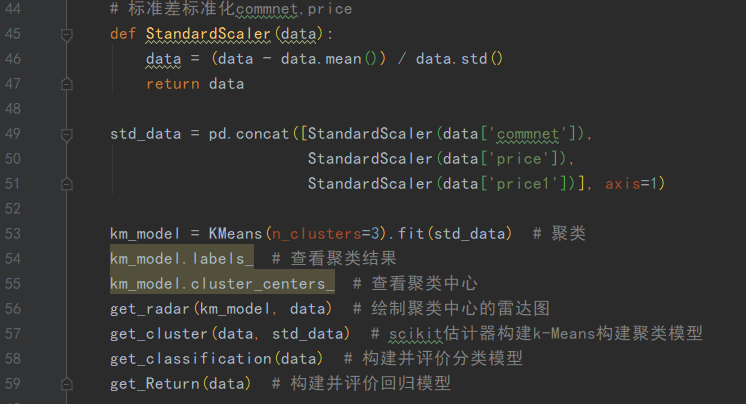 44 # 标准差标准化commnet,price
45 def StandardScaler(data):
46 data = (data - data.mean()) / data.std()
47 return data
48
49 std_data = pd.concat([StandardScaler(data['commnet']),
50 StandardScaler(data['price']),
51 StandardScaler(data['price1'])], axis=1)
52
53 km_model = KMeans(n_clusters=3).fit(std_data) # 聚类
54 km_model.labels_ # 查看聚类结果
55 km_model.cluster_centers_ # 查看聚类中心
56 get_radar(km_model, data) # 绘制聚类中心的雷达图
57 get_cluster(data, std_data) # scikit估计器构建k-Means构建聚类模型
58 get_classification(data) # 构建并评价分类模型
59 get_Return(data) # 构建并评价回归模型